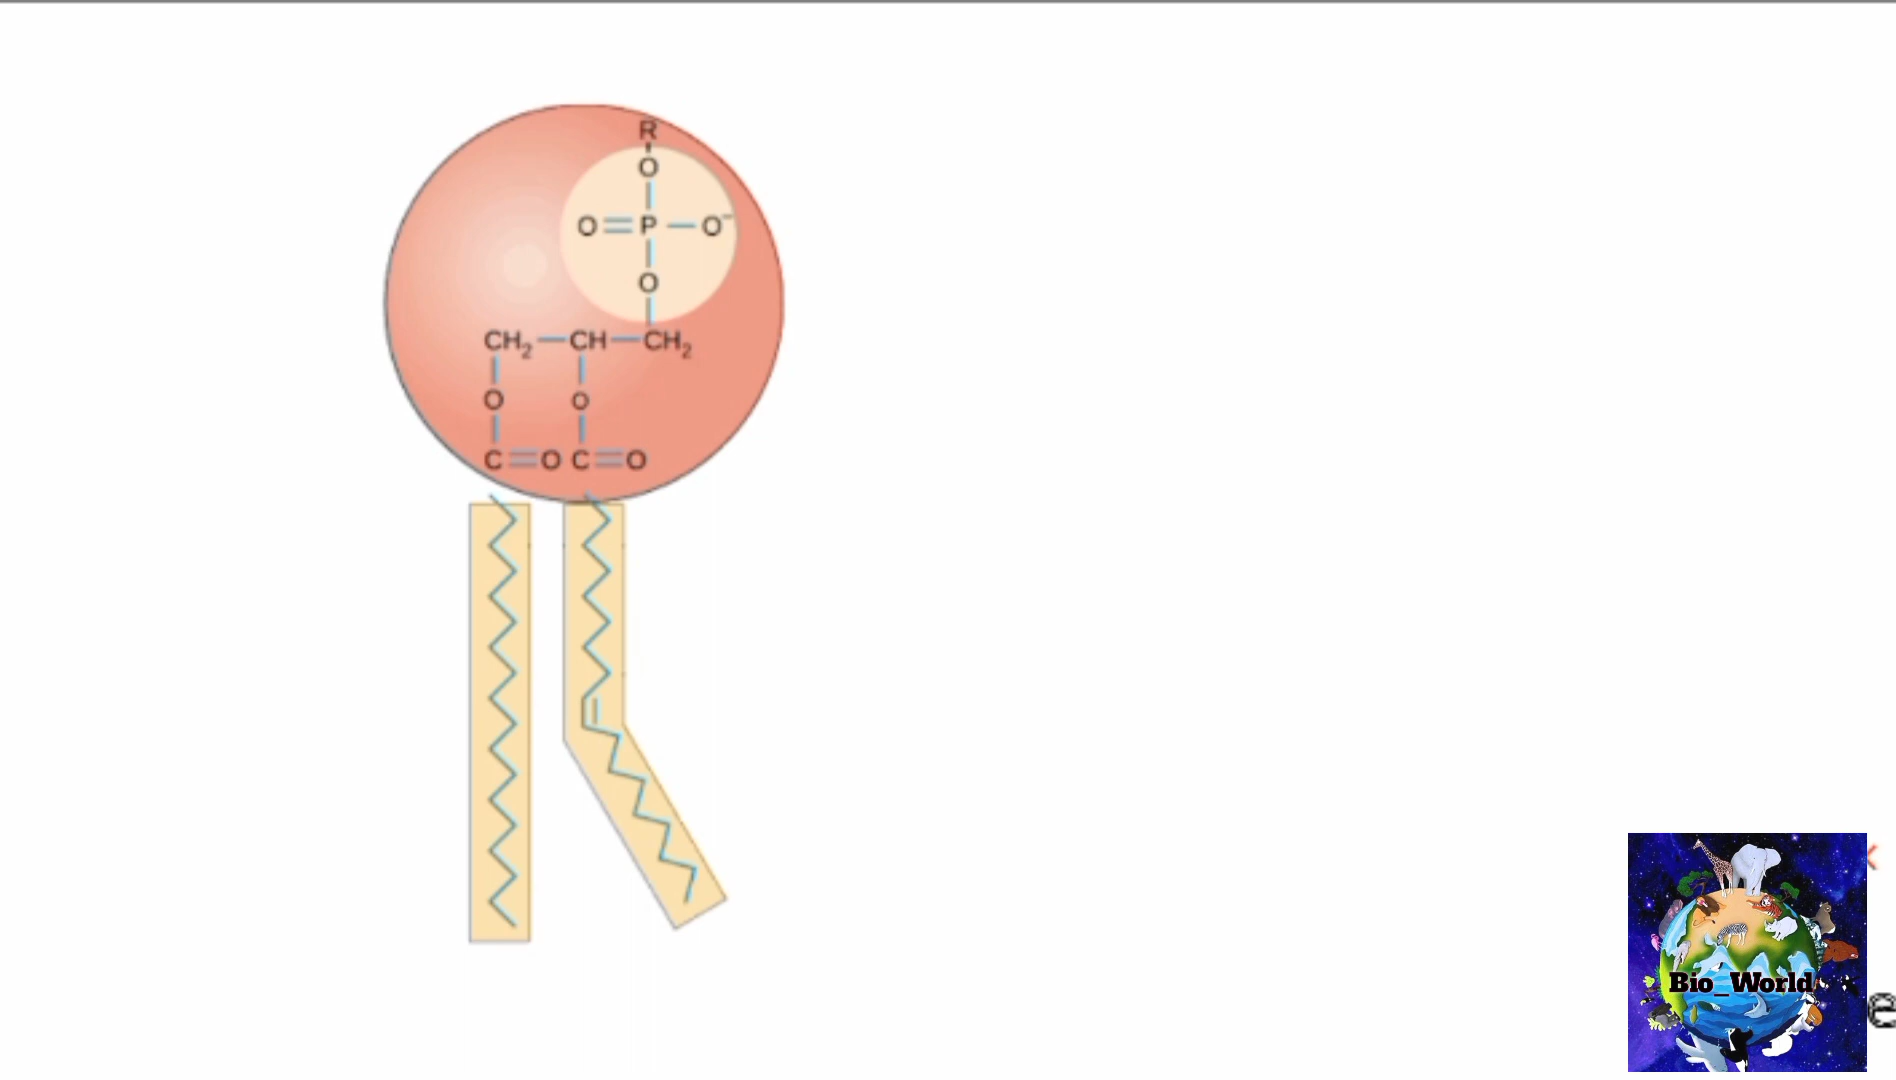 R
O
O P O⁻
O
CH₂ CH CH₂
O O
C O C O
Bio_World
e